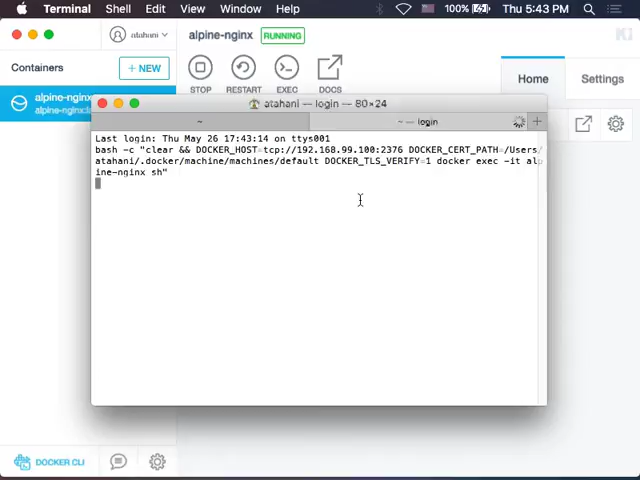 Terminal Shell Edit View Window Help 100% Thu 5:43 PM
atahani
alpine-nginx RUNNING
Containers
+ NEW
STOP RESTART EXEC DOCS
Home Settings
alpine-nginx
atahani — login — 80×24
~
~ — login
+
Last login: Thu May 26 17:43:14 on ttys001
bash -c "clear && DOCKER_HOST=tcp://192.168.99.100:2376 DOCKER_CERT_PATH=/Users/
atahani/.docker/machine/machines/default DOCKER_TLS_VERIFY=1 docker exec -it alp
ine-nginx sh"
DOCKER CLI